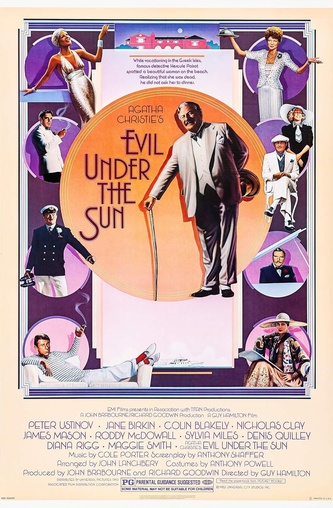 While vacationing in the Greek Isles,
famous detective Hercule Poirot
spotted a beautiful woman on the beach.
Realizing that she was dead,
he did not ask her to dinner.
AGATHA
CHRISTIE'S
EVIL
UNDER
THE
SUN
EMI Films presents in Association with TITAN Productions
A JOHN BRABOURNE/RICHARD GOODWIN Production A GUY HAMILTON Film
PETER USTINOV · JANE BIRKIN · COLIN BLAKELY · NICHOLAS CLAY
JAMES MASON · RODDY McDOWALL · SYLVIA MILES · DENIS QUILLEY
DIANA RIGG · MAGGIE SMITH EVIL UNDER THE SUN
Music by COLE PORTER Screenplay by ANTHONY SHAFFER
Arranged by JOHN LANCHBERY Costumes by ANTHONY POWELL
Produced by JOHN BRABOURNE and RICHARD GOODWIN Directed by GUY HAMILTON
PG PARENTAL GUIDANCE SUGGESTED
SOME MATERIAL MAY NOT BE SUITABLE FOR CHILDREN